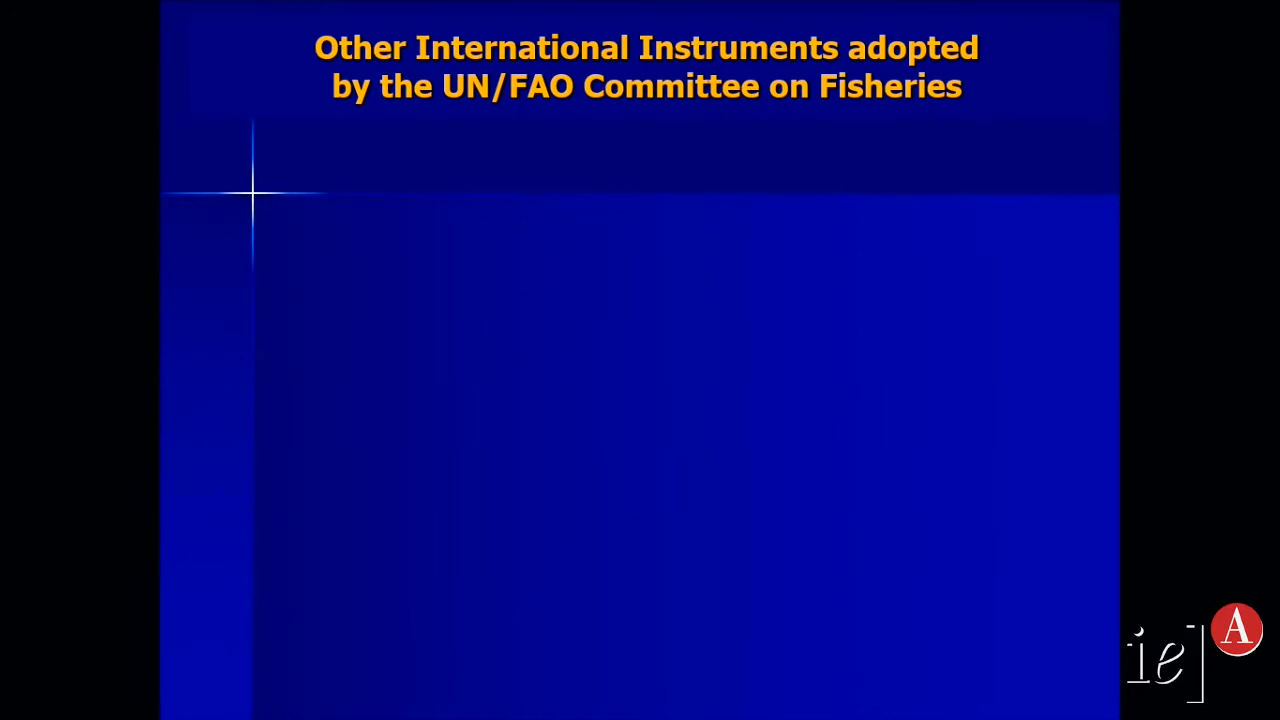 Other International Instruments adopted
by the UN/FAO Committee on Fisheries
ie]
A